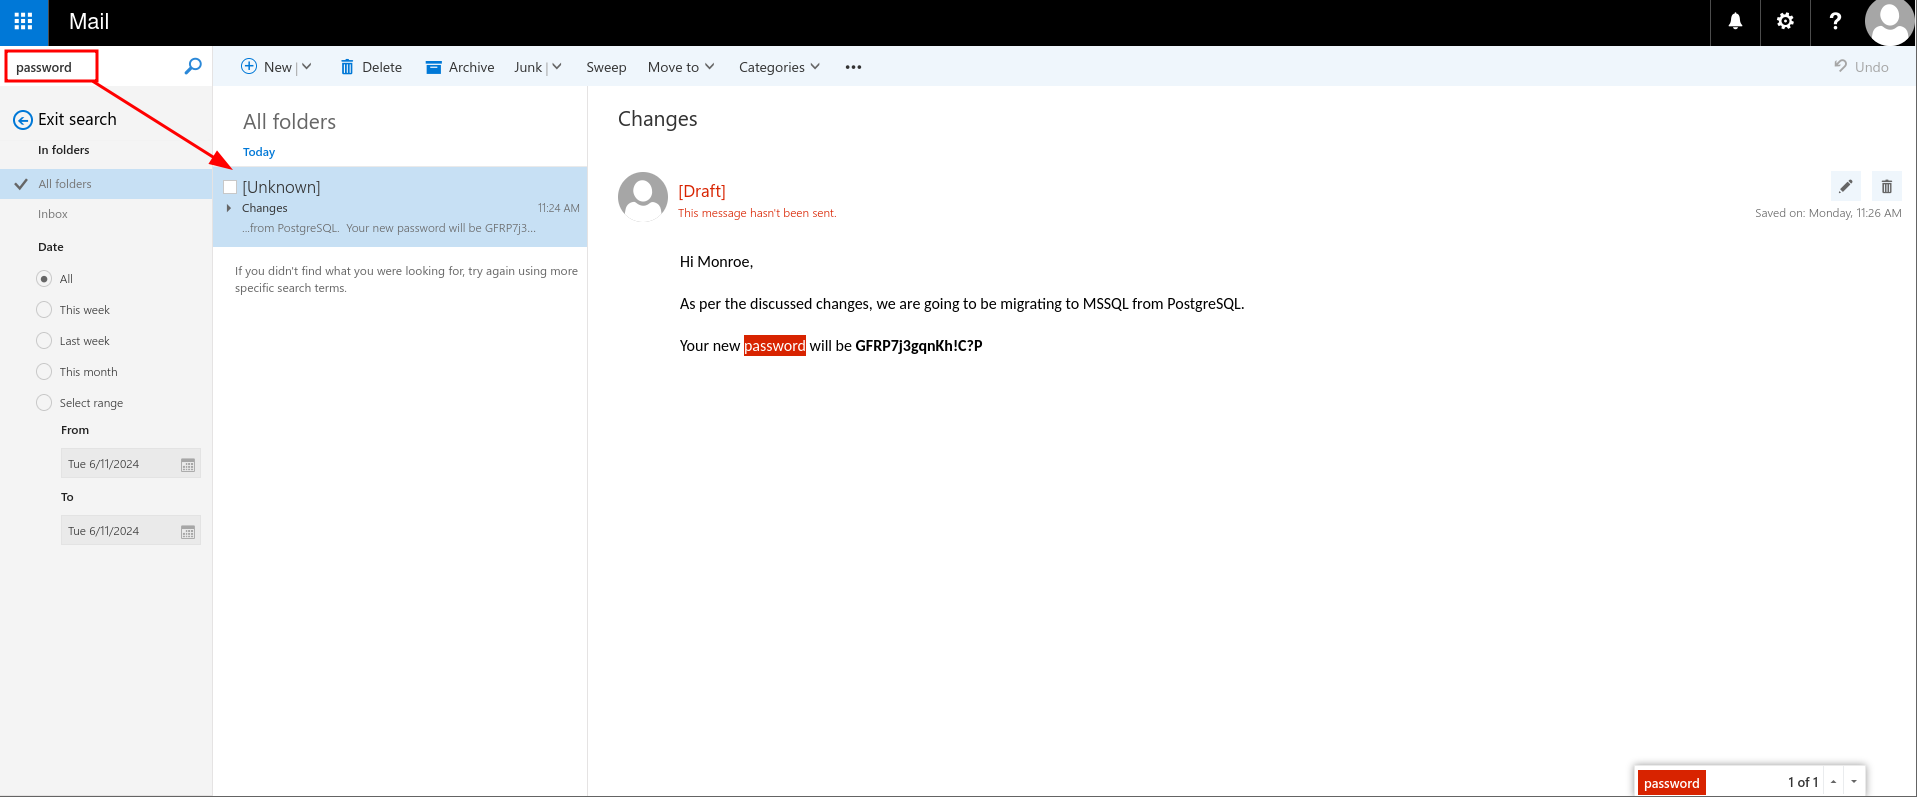 Mail
password
New
Delete
Archive
Junk
Sweep
Move to
Categories
Undo
Exit search
In folders
All folders
Inbox
Date
All
This week
Last week
This month
Select range
From
Tue 6/11/2024
To
Tue 6/11/2024
All folders
Today
[Unknown]
Changes 11:24 AM
...from PostgreSQL. Your new password will be GFRP7j3...
If you didn't find what you were looking for, try again using more
specific search terms.
Changes
[Draft]
This message hasn't been sent.
Saved on: Monday, 11:26 AM
Hi Monroe,
As per the discussed changes, we are going to be migrating to MSSQL from PostgreSQL.
Your new password will be GFRP7j3gqnKh!C?P
password 1 of 1